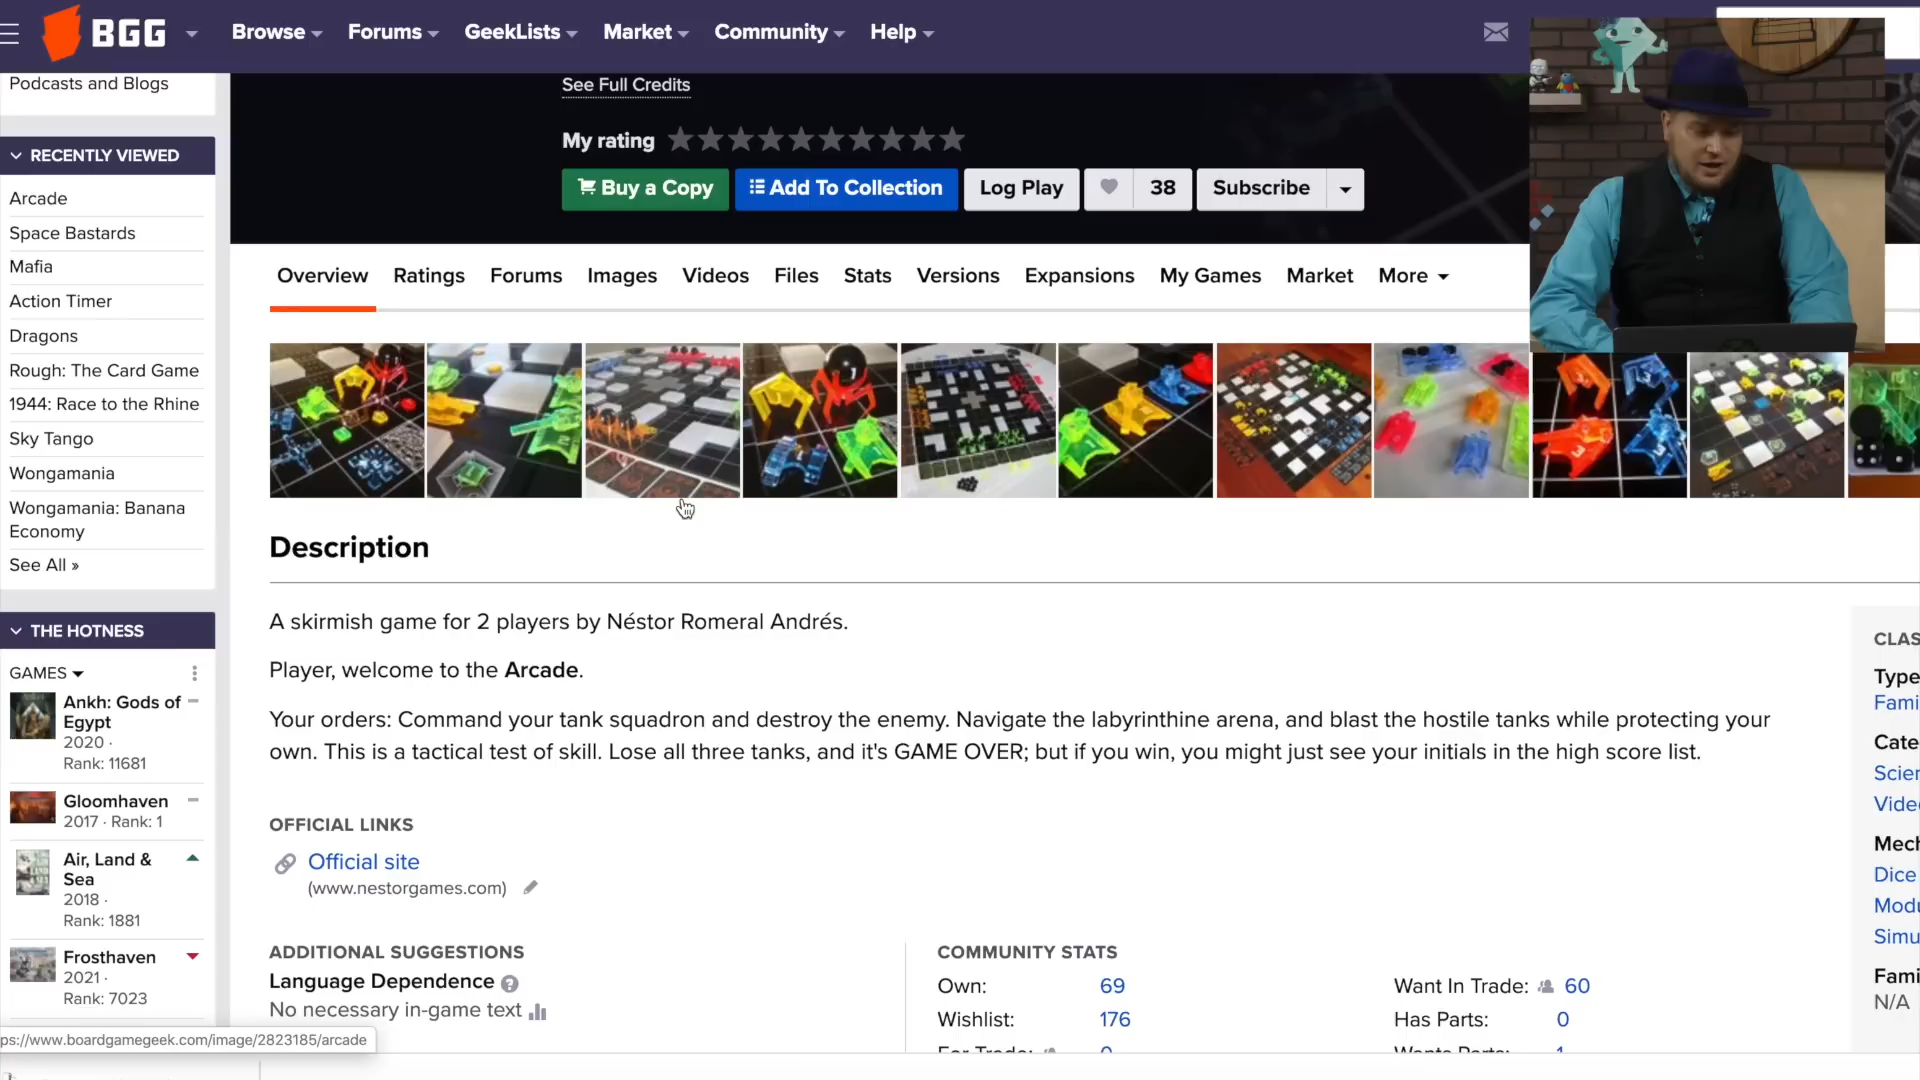 BGG
Browse Forums GeekLists Market Community Help
Podcasts and Blogs
See Full Credits
My rating
Buy a Copy Add To Collection Log Play 38 Subscribe
RECENTLY VIEWED
Arcade
Space Bastards
Mafia
Action Timer
Dragons
Rough: The Card Game
1944: Race to the Rhine
Sky Tango
Wongamania
Wongamania: Banana
Economy
See All »
Overview Ratings Forums Images Videos Files Stats Versions Expansions My Games Market More
Description
A skirmish game for 2 players by Néstor Romeral Andrés.
Player, welcome to the Arcade.
Your orders: Command your tank squadron and destroy the enemy. Navigate the labyrinthine arena, and blast the hostile tanks while protecting your
own. This is a tactical test of skill. Lose all three tanks, and it's GAME OVER; but if you win, you might just see your initials in the high score list.
OFFICIAL LINKS
Official site
(www.nestorgames.com)
ADDITIONAL SUGGESTIONS
Language Dependence ?
No necessary in-game text
COMMUNITY STATS
Own: 69
Wishlist: 176
Want In Trade: 60
Has Parts: 0
THE HOTNESS
GAMES
Ankh: Gods of
Egypt
2020 ·
Rank: 11681
Gloomhaven
2017 · Rank: 1
Air, Land &
Sea
2018 ·
Rank: 1881
Frosthaven
2021 ·
Rank: 7023
ps://www.boardgamegeek.com/image/2823185/arcade
CLAS
Type
Fami
Cate
Scien
Vide
Mech
Dice
Modu
Simu
Fami
N/A